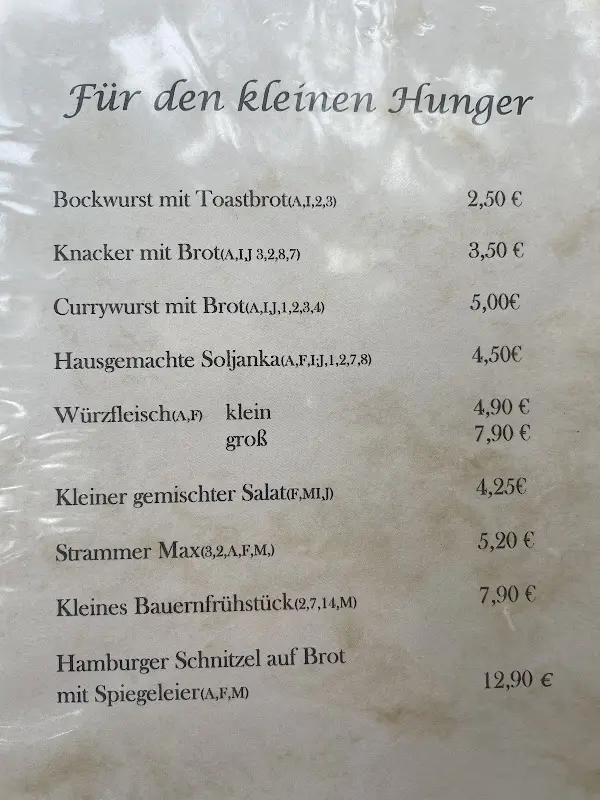 Für den kleinen Hunger
Bockwurst mit Toastbrot(A,I,2,3) 2,50 €
Knacker mit Brot(A,I,J 3,2,8,7) 3,50 €
Currywurst mit Brot(A,I,J,1,2,3,4) 5,00€
Hausgemachte Soljanka(A,F,I;J,1,2,7,8) 4,50€
Würzfleisch(A,F) klein 4,90 €
groß 7,90 €
Kleiner gemischter Salat(F,MI,J) 4,25€
Strammer Max(3,2,A,F,M,) 5,20 €
Kleines Bauernfrühstück(2,7,14,M) 7,90 €
Hamburger Schnitzel auf Brot
mit Spiegeleier(A,F,M) 12,90 €